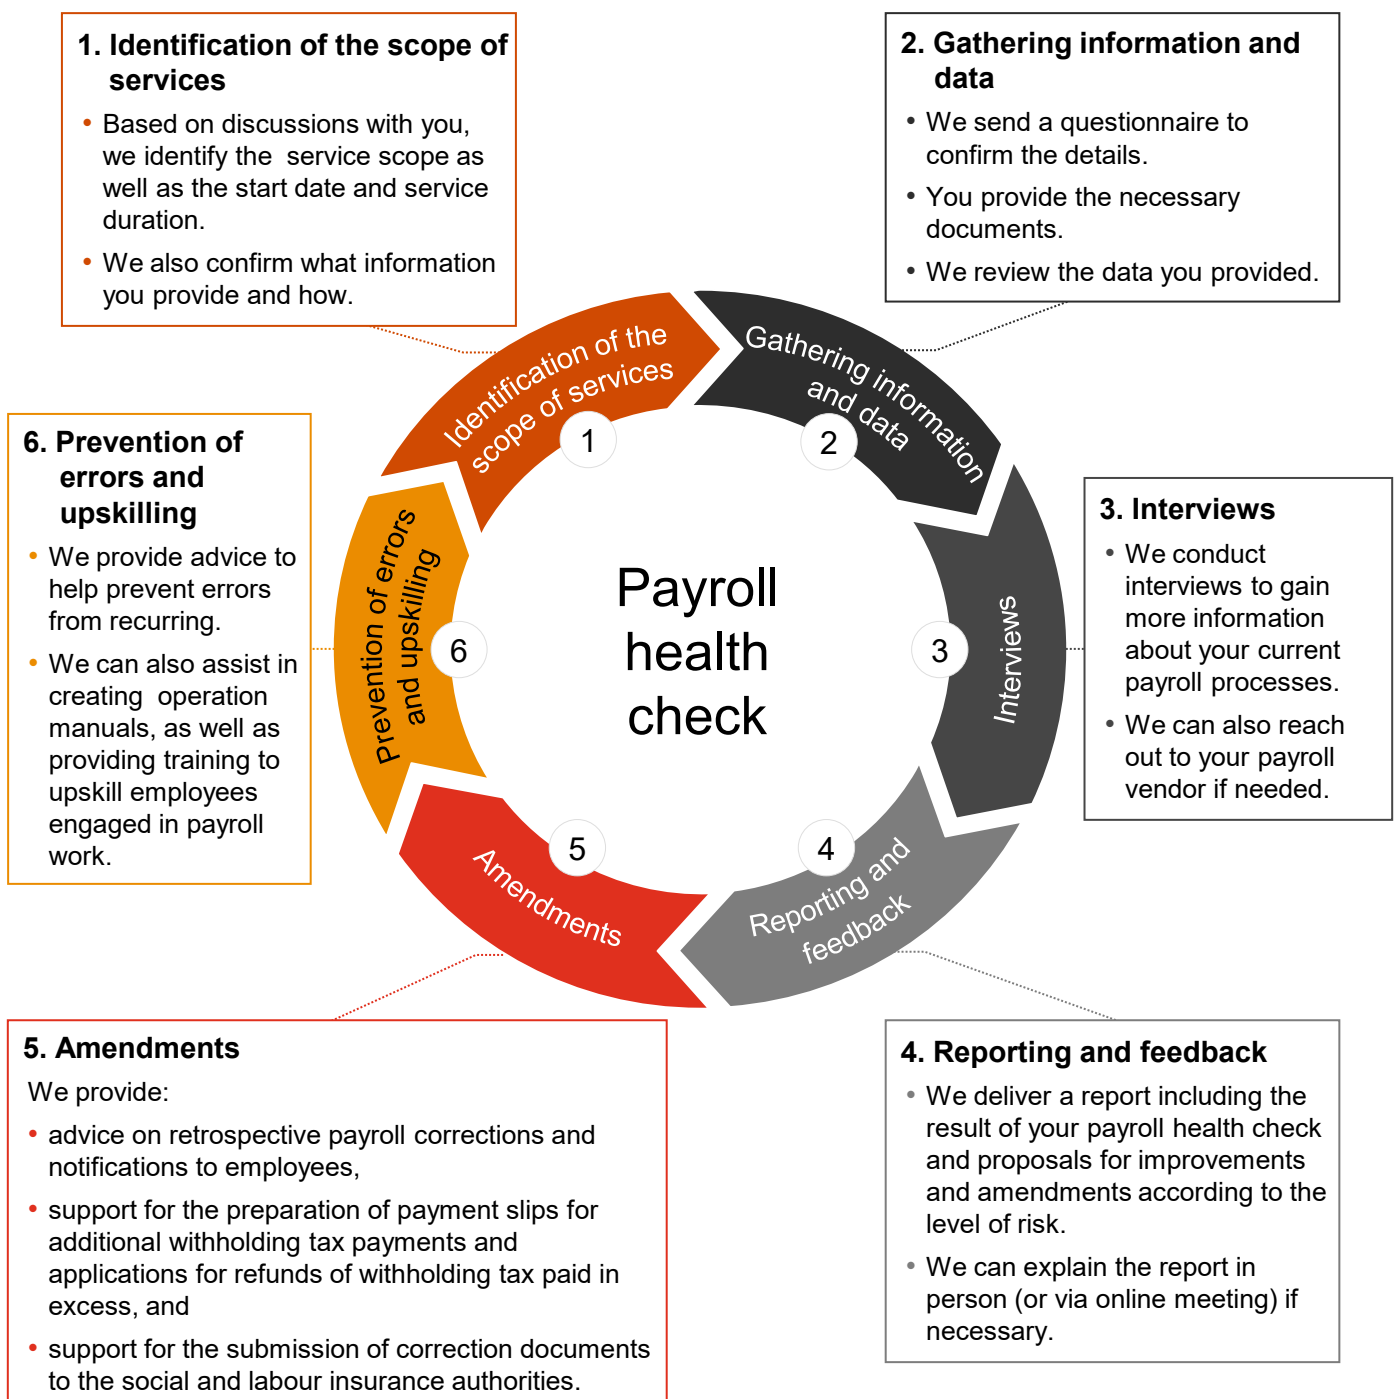 1. Identification of the scope of
services
• Based on discussions with you,
we identify the service scope as
well as the start date and service
duration.
• We also confirm what information
you provide and how.
2. Gathering information and
data
• We send a questionnaire to
confirm the details.
• You provide the necessary
documents.
• We review the data you provided.
3. Interviews
• We conduct
interviews to gain
more information
about your current
payroll processes.
• We can also reach
out to your payroll
vendor if needed.
4. Reporting and feedback
• We deliver a report including the
result of your payroll health check
and proposals for improvements
and amendments according to the
level of risk.
• We can explain the report in
person (or via online meeting) if
necessary.
5. Amendments
We provide:
• advice on retrospective payroll corrections and
notifications to employees,
• support for the preparation of payment slips for
additional withholding tax payments and
applications for refunds of withholding tax paid in
excess, and
• support for the submission of correction documents
to the social and labour insurance authorities.
6. Prevention of
errors and
upskilling
• We provide advice to
help prevent errors
from recurring.
• We can also assist in
creating operation
manuals, as well as
providing training to
upskill employees
engaged in payroll
work.
Identification of the
scope of services
1
Gathering information
and data
2
Interviews
3
Reporting and
feedback
4
Amendments
5
Prevention of errors
and upskilling
6
Payroll
health
check